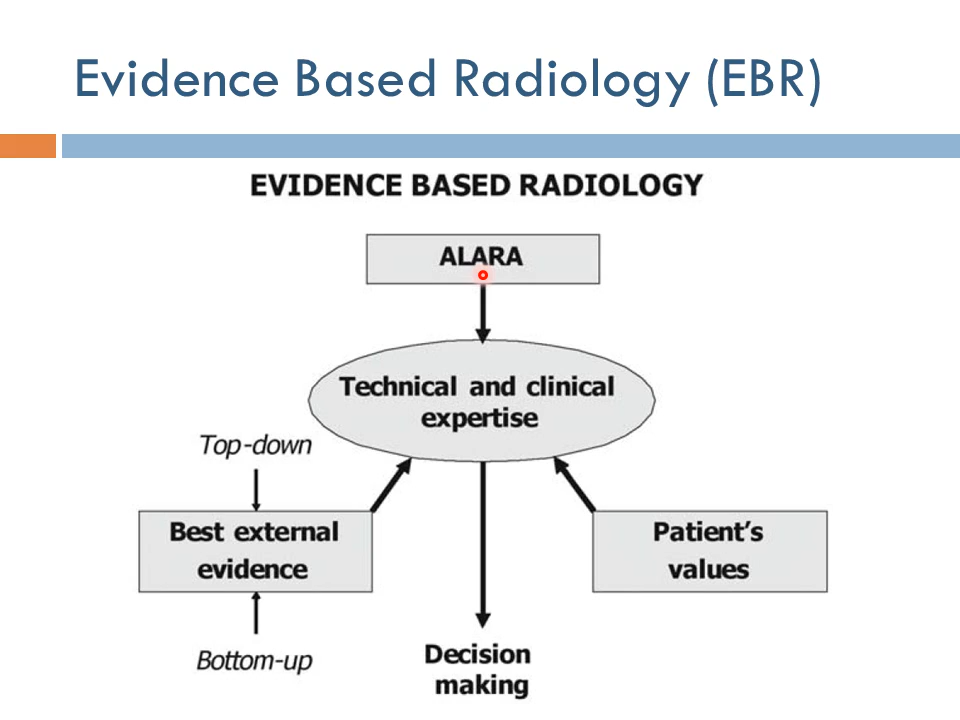 Evidence Based Radiology (EBR)
EVIDENCE BASED RADIOLOGY
ALARA
Technical and clinical
expertise
Top-down
Best external
evidence
Patient's
values
Bottom-up
Decision
making